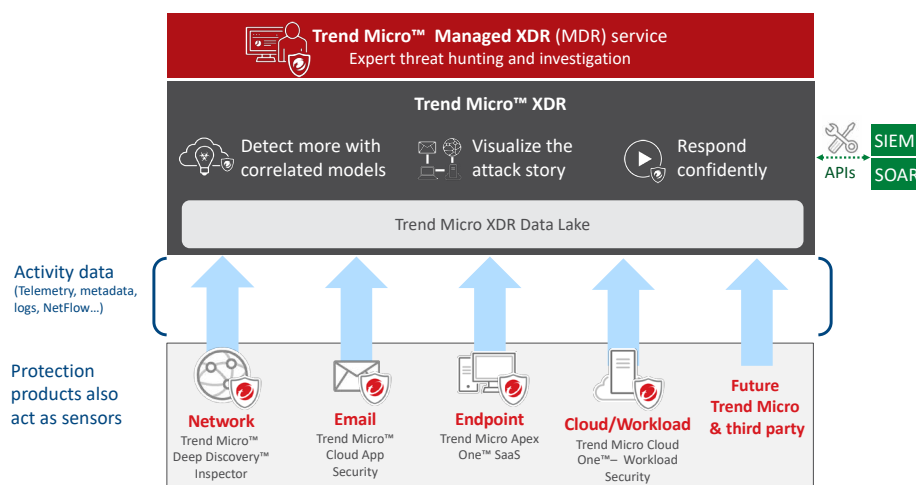 Trend Micro™ Managed XDR (MDR) service
Expert threat hunting and investigation
Trend Micro™ XDR
Detect more with
correlated models
Visualize the
attack story
Respond
confidently
APIs
SIEM
SOAR
Trend Micro XDR Data Lake
Activity data
(Telemetry, metadata,
logs, NetFlow…)
Protection
products also
act as sensors
Network
Trend Micro™
Deep Discovery™
Inspector
Email
Trend Micro™
Cloud App
Security
Endpoint
Trend Micro Apex
One™ SaaS
Cloud/Workload
Trend Micro Cloud
One™– Workload
Security
Future
Trend Micro
& third party